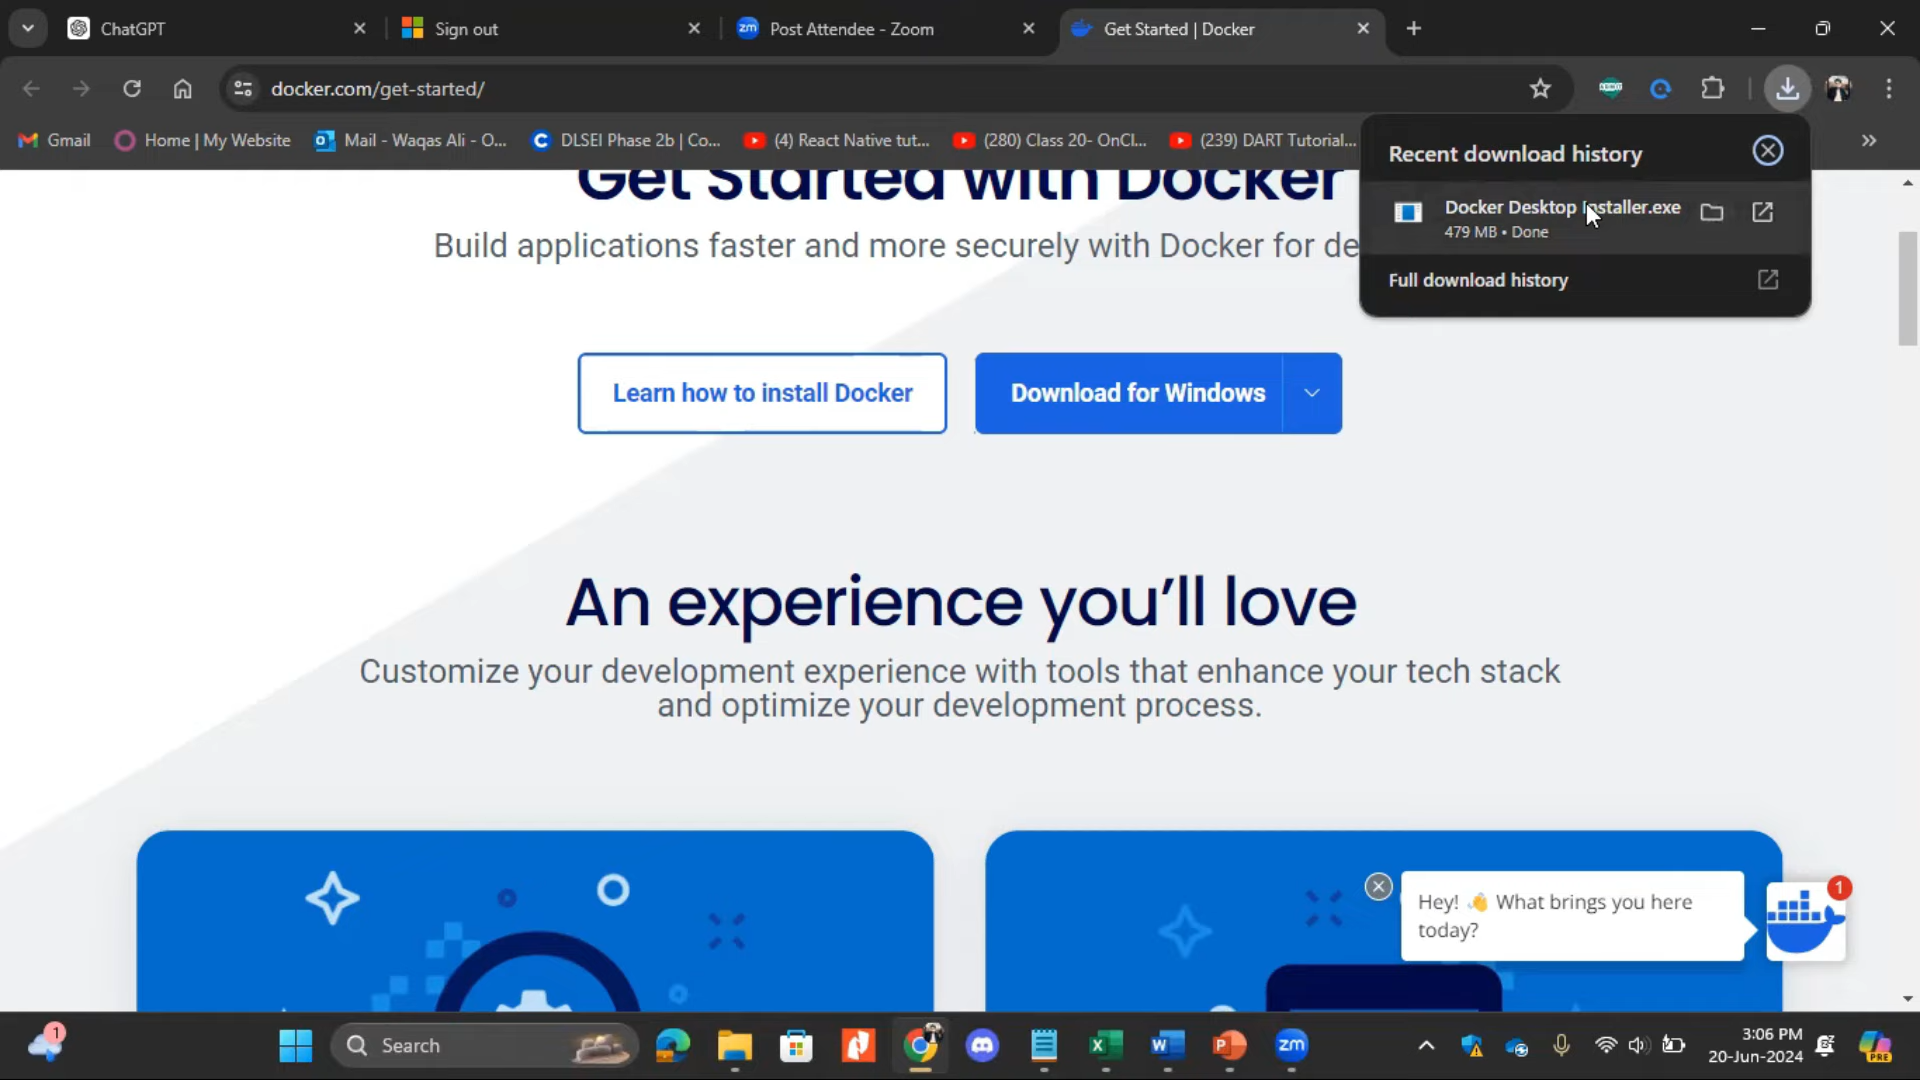 ChatGPT
Sign out
zm Post Attendee - Zoom
Get Started | Docker
docker.com/get-started/
Gmail
Home | My Website
Mail - Waqas Ali - O...
DLSEI Phase 2b | Co...
(4) React Native tut...
(280) Class 20- OnCl...
(239) DART Tutorial...
Recent download history
Docker Desktop Installer.exe
479 MB • Done
Full download history
Get Started with Docker
Build applications faster and more securely with Docker for de
Learn how to install Docker
Download for Windows
An experience you'll love
Customize your development experience with tools that enhance your tech stack
and optimize your development process.
Hey! 👋 What brings you here
today?
1
1
Search
zm
3:06 PM
20-Jun-2024
PRE